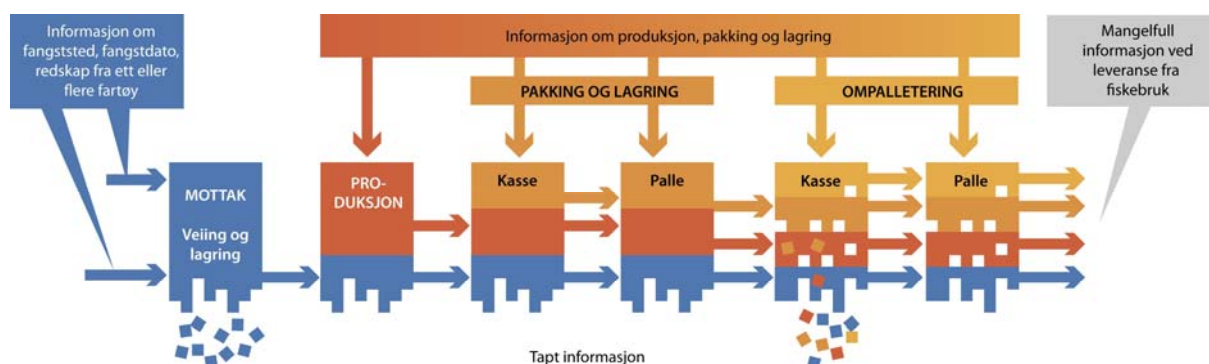 Informasjon om
fangststed, fangstdato,
redskap fra ett eller
flere fartøy
Informasjon om produksjon, pakking og lagring
Mangelfull
informasjon ved
leveranse fra
fiskebruk
PAKKING OG LAGRING
OMPALLETERING
MOTTAK
Veiing og
lagring
PRO-
DUKSJON
Kasse
Palle
Kasse
Palle
Tapt informasjon